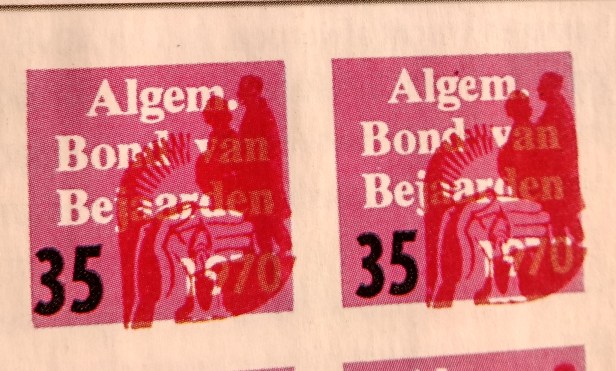 Algem.
Bond van
Bejaarden
35
1970
Algem.
Bond van
Bejaarden
35
1970